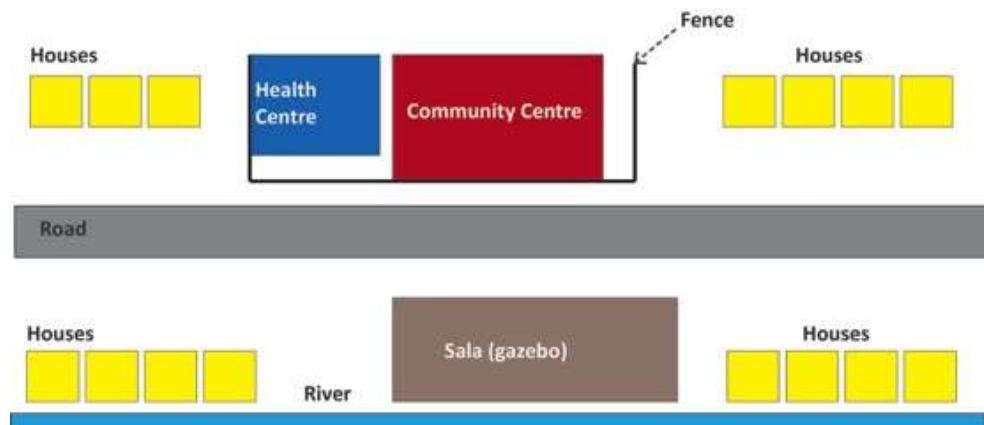 Fence
Houses
Houses
Health
Centre
Community Centre
Road
Houses
Sala (gazebo)
Houses
River